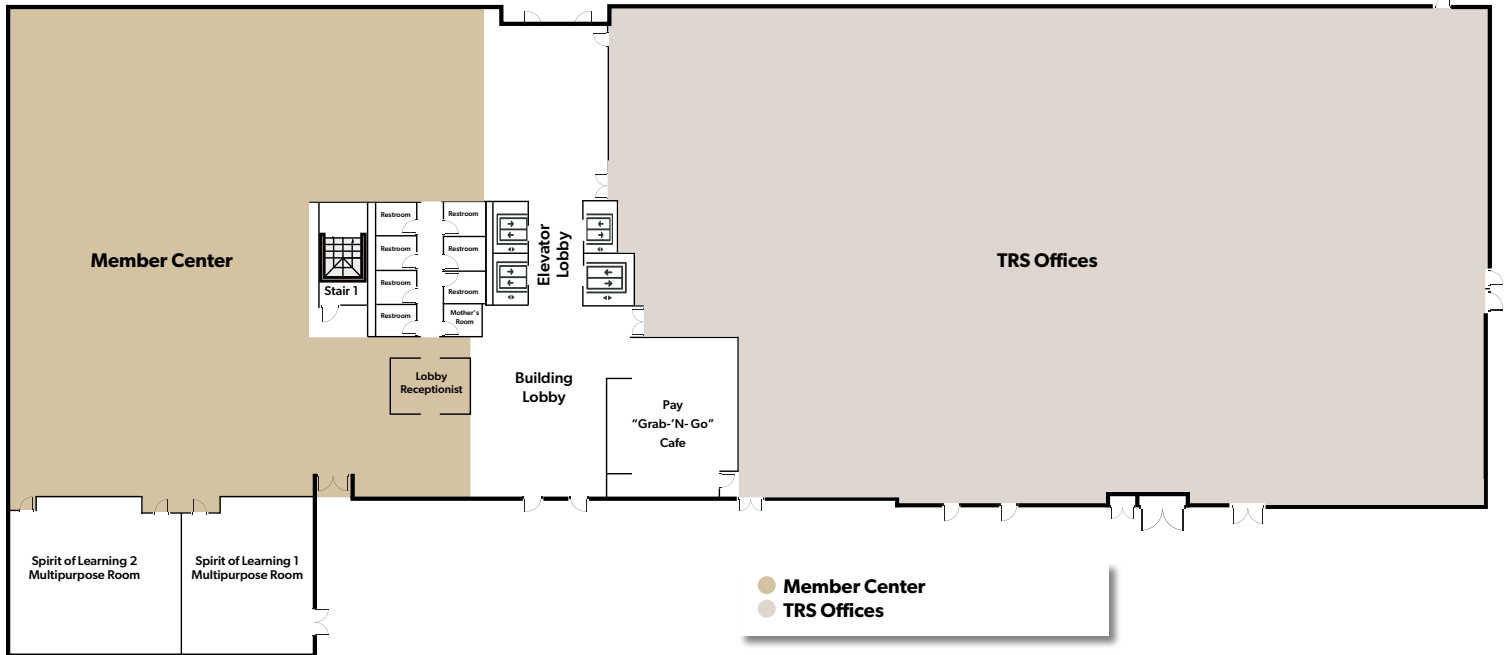 Restroom
Restroom
Restroom
Restroom
Elevator
Lobby
Member Center
TRS Offices
Restroom
Restroom
Stair 1
Restroom
Mother's
Room
Lobby
Receptionist
Building
Lobby
Pay
“Grab-’N- Go”
Cafe
Spirit of Learning 2
Multipurpose Room
Spirit of Learning 1
Multipurpose Room
Member Center
TRS Offices